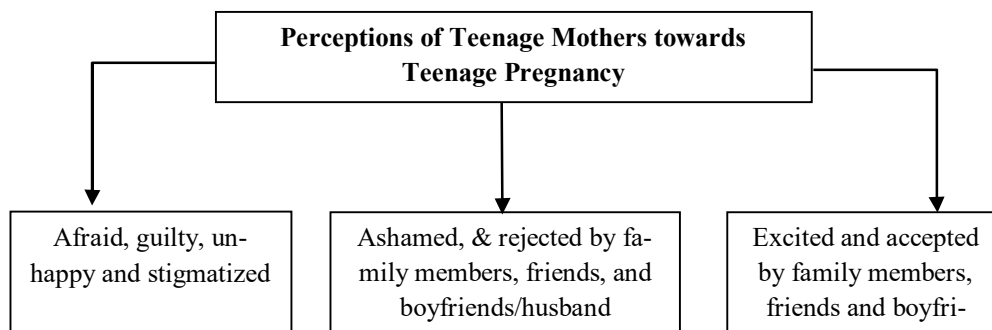 Perceptions of Teenage Mothers towards
Teenage Pregnancy
Afraid, guilty, un-
happy and stigmatized
Ashamed, & rejected by fa-
mily members, friends, and
boyfriends/husband
Excited and accepted
by family members,
friends and boyfri-